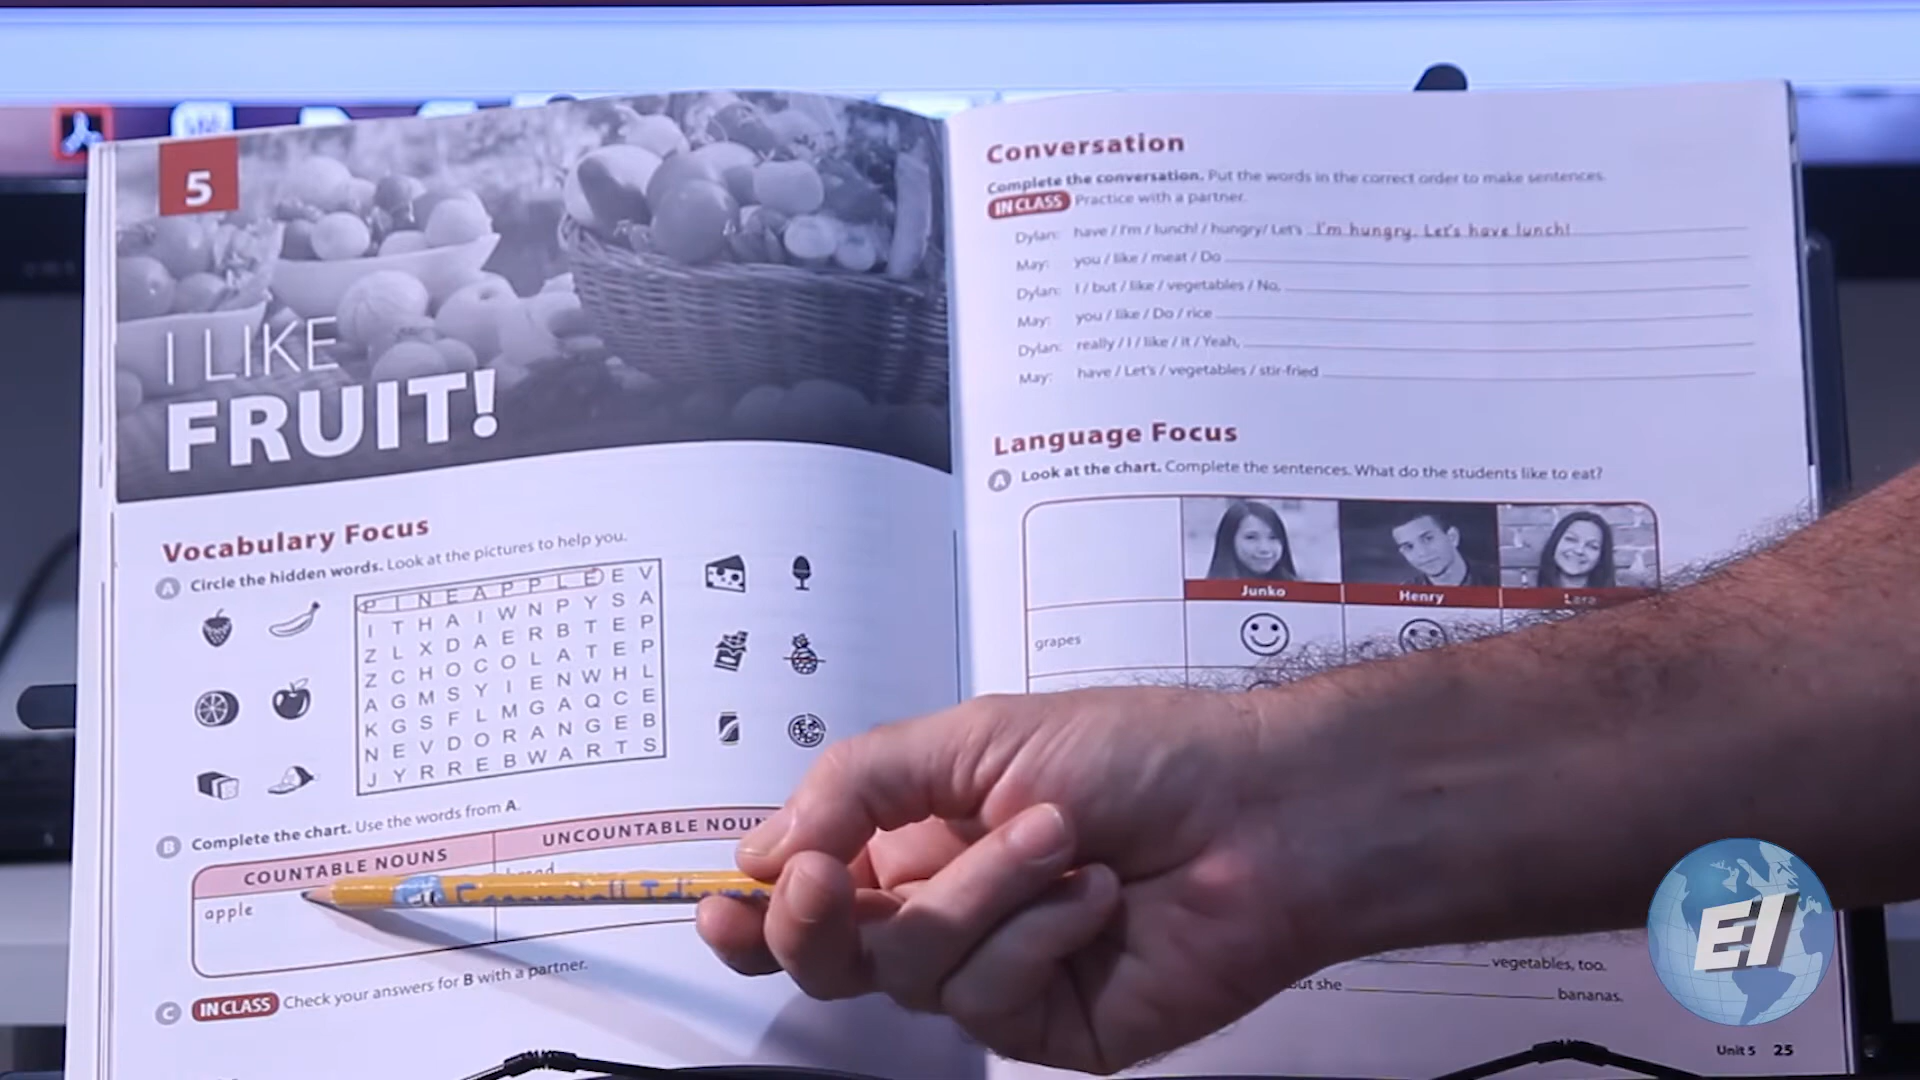 5
I LIKE
FRUIT!
Vocabulary Focus
A Circle the hidden words. Look at the pictures to help you.
P I N E A P P L E E V
I T H A I W N P Y S A
Z L X D A E R B T E P
Z C H O C O L A T E P
A G M S Y I E N W H L
K G S F L M G A Q C E
N E V D O R A N G E B
J Y R R E B W A R T S
B Complete the chart. Use the words from A.
COUNTABLE NOUNS
UNCOUNTABLE
apple
C IN CLASS Check your answers for B with a partner.
Conversation
Complete the conversation. Put the words in the correct order to make sentences.
IN CLASS Practice with a partner.
Dylan: have / I'm / lunch! / hungry/ Let's I'm hungry. Let's have lunch!
May: you / like / meat / Do
Dylan: I / but / like / vegetables / No,
May: you / like / Do / rice
Dylan: really / I / like / it / Yeah,
May: have / Let's / vegetables / stir-fried
Language Focus
A Look at the chart. Complete the sentences. What do the students like to eat?
Junko Henry Lara
grapes
vegetables, too.
but she bananas.
Unit 5 25
EI